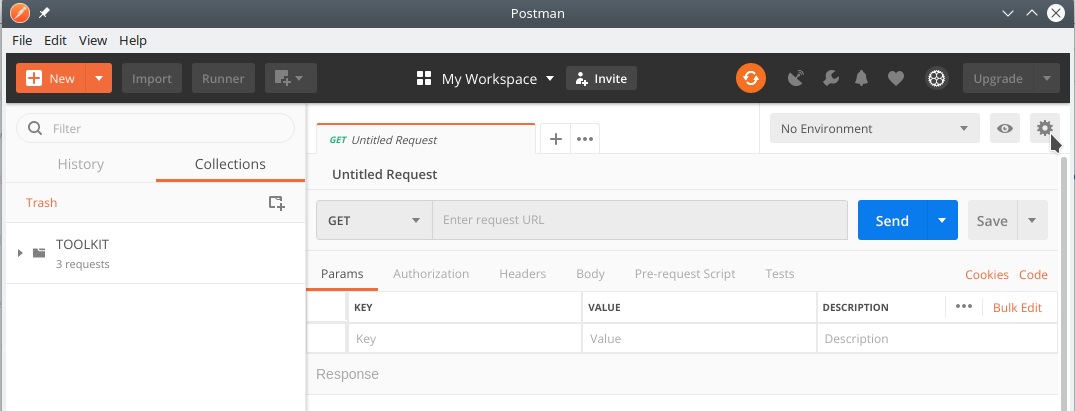 Postman
File Edit View Help
New Import Runner My Workspace Invite Upgrade
Filter
History Collections
Trash
TOOLKIT
3 requests
GET Untitled Request
No Environment
Untitled Request
GET Enter request URL Send Save
Params Authorization Headers Body Pre-request Script Tests Cookies Code
KEY VALUE DESCRIPTION Bulk Edit
Key Value Description
Response